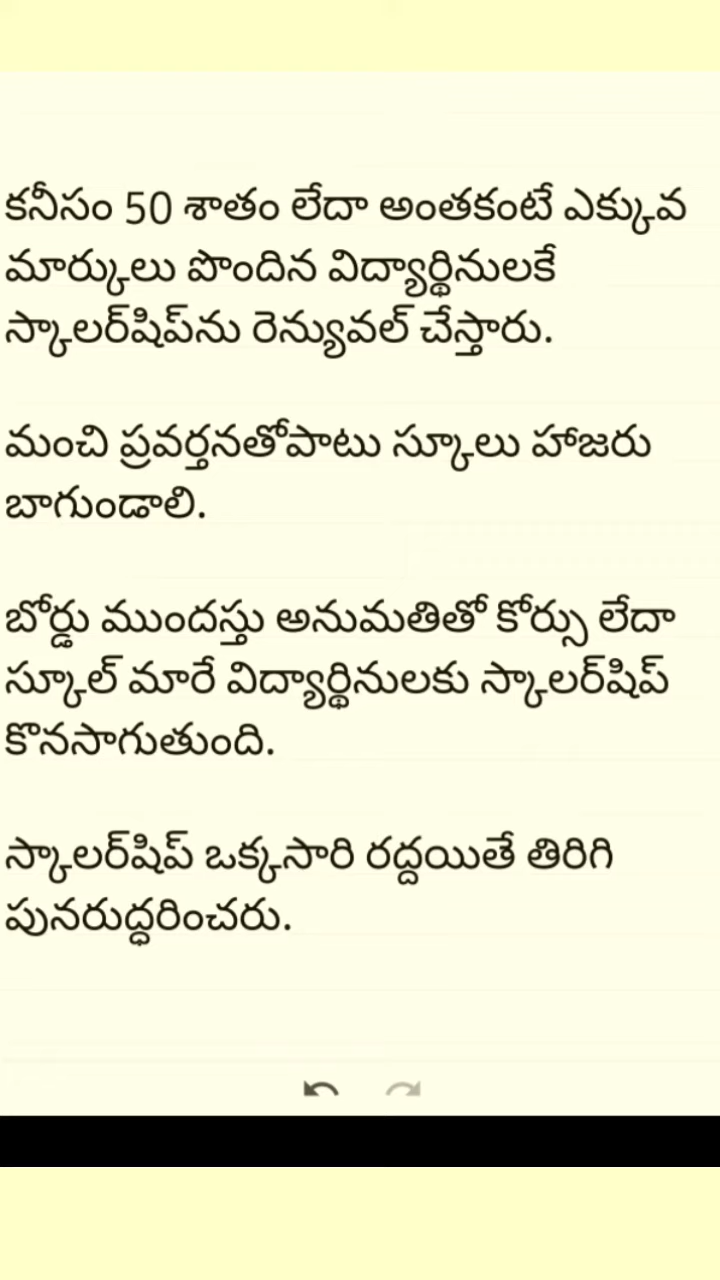 కనీసం 50 శాతం లేదా అంతకంటే ఎక్కువ
మార్కులు పొందిన విద్యార్థినులకే
స్కాలర్‌షిప్‌ను రెన్యువల్ చేస్తారు.
మంచి ప్రవర్తనతోపాటు స్కూలు హాజరు
బాగుండాలి.
బోర్డు ముందస్తు అనుమతితో కోర్సు లేదా
స్కూల్ మారే విద్యార్థినులకు స్కాలర్‌షిప్
కొనసాగుతుంది.
స్కాలర్‌షిప్ ఒక్కసారి రద్దయితే తిరిగి
పునరుద్ధరించరు.